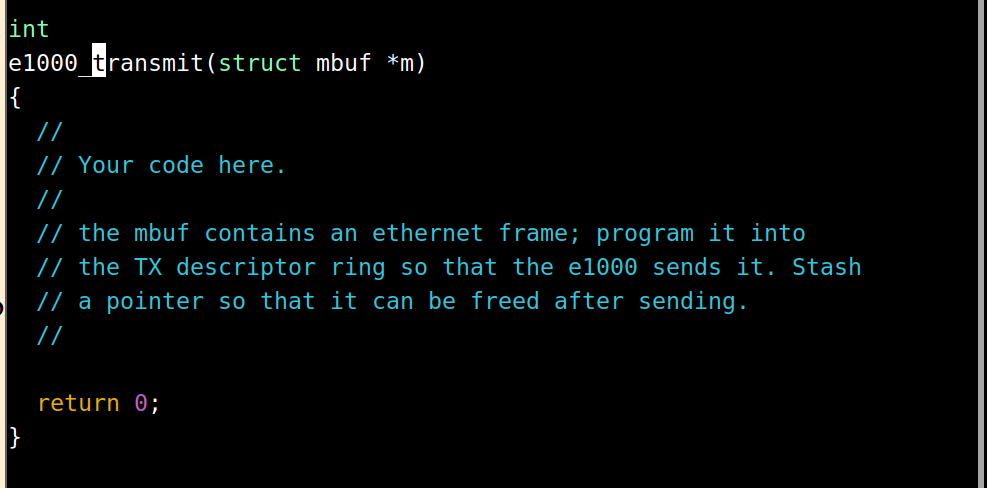 int
e1000_transmit(struct mbuf *m)
{
  //
  // Your code here.
  //
  // the mbuf contains an ethernet frame; program it into
  // the TX descriptor ring so that the e1000 sends it. Stash
  // a pointer so that it can be freed after sending.
  //

  return 0;
}